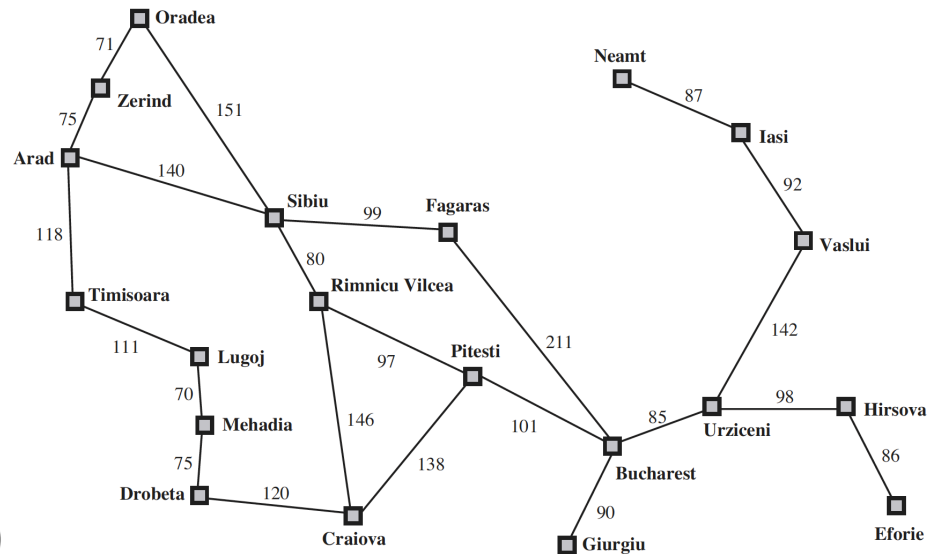 Oradea
Neamt
71
87
Zerind
151
Iasi
75
Arad
140
92
Sibiu
99
Fagaras
118
Vaslui
80
Timisoara
Rimnicu Vilcea
142
111
Lugoj
97
Pitesti
211
70
98
Hirsova
146
101
85
Mehadia
Urziceni
75
138
Bucharest
86
Drobeta
120
90
Craiova
Giurgiu
Eforie